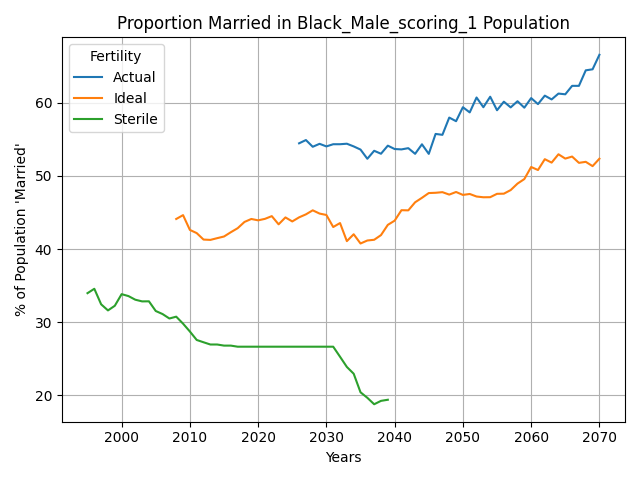 Proportion Married in Black_Male_scoring_1 Population
% of Population 'Married'
Fertility
Actual
Ideal
Sterile
60
50
40
30
20
2000 2010 2020 2030 2040 2050 2060 2070
Years